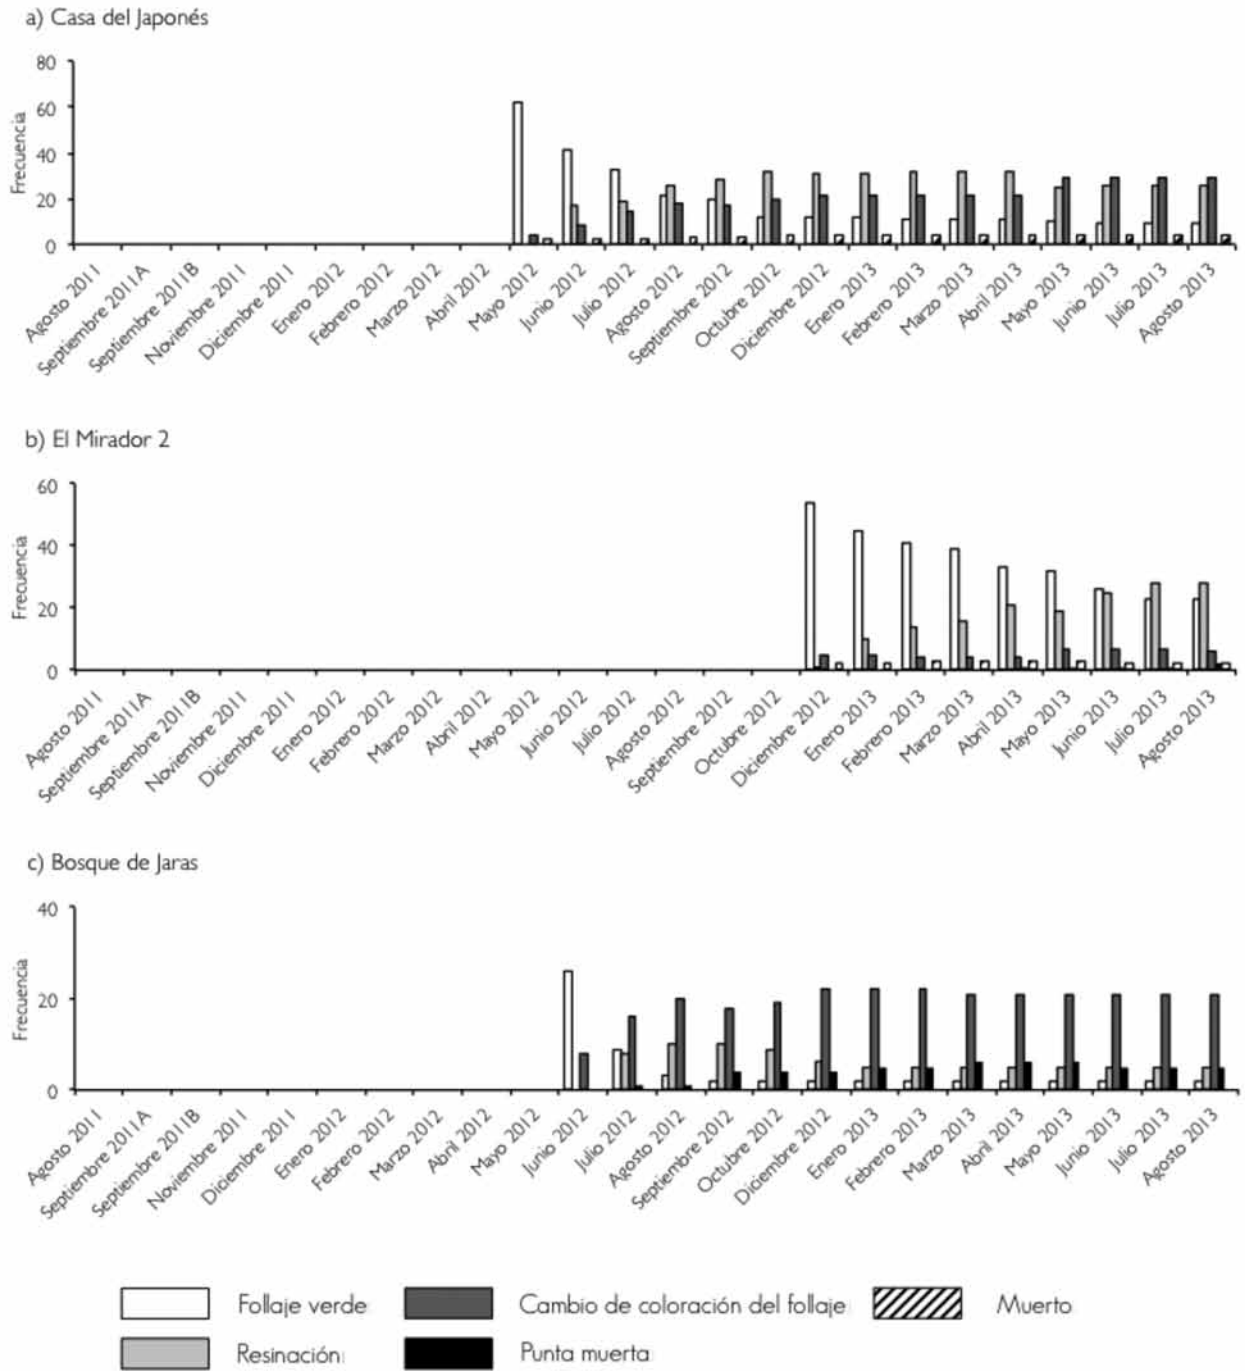 a) Casa del Japonés
80
60
40
20
0
Frecuencia
Agosto 2011
Septiembre 2011A
Septiembre 2011B
Noviembre 2011
Diciembre 2011
Enero 2012
Febrero 2012
Marzo 2012
Abril 2012
Mayo 2012
Junio 2012
Julio 2012
Agosto 2012
Septiembre 2012
Octubre 2012
Diciembre 2012
Enero 2013
Febrero 2013
Marzo 2013
Abril 2013
Mayo 2013
Junio 2013
Julio 2013
Agosto 2013
b) El Mirador 2
60
40
20
0
Frecuencia
Agosto 2011
Septiembre 2011A
Septiembre 2011B
Noviembre 2011
Diciembre 2011
Enero 2012
Febrero 2012
Marzo 2012
Abril 2012
Mayo 2012
Junio 2012
Julio 2012
Agosto 2012
Septiembre 2012
Octubre 2012
Diciembre 2012
Enero 2013
Febrero 2013
Marzo 2013
Abril 2013
Mayo 2013
Junio 2013
Julio 2013
Agosto 2013
c) Bosque de Jaras
40
20
0
Frecuencia
Agosto 2011
Septiembre 2011A
Septiembre 2011B
Noviembre 2011
Diciembre 2011
Enero 2012
Febrero 2012
Marzo 2012
Abril 2012
Mayo 2012
Junio 2012
Julio 2012
Agosto 2012
Septiembre 2012
Octubre 2012
Diciembre 2012
Enero 2013
Febrero 2013
Marzo 2013
Abril 2013
Mayo 2013
Junio 2013
Julio 2013
Agosto 2013
Follaje verde
Cambio de coloración del follaje
Muerto
Resinación
Punta muerta